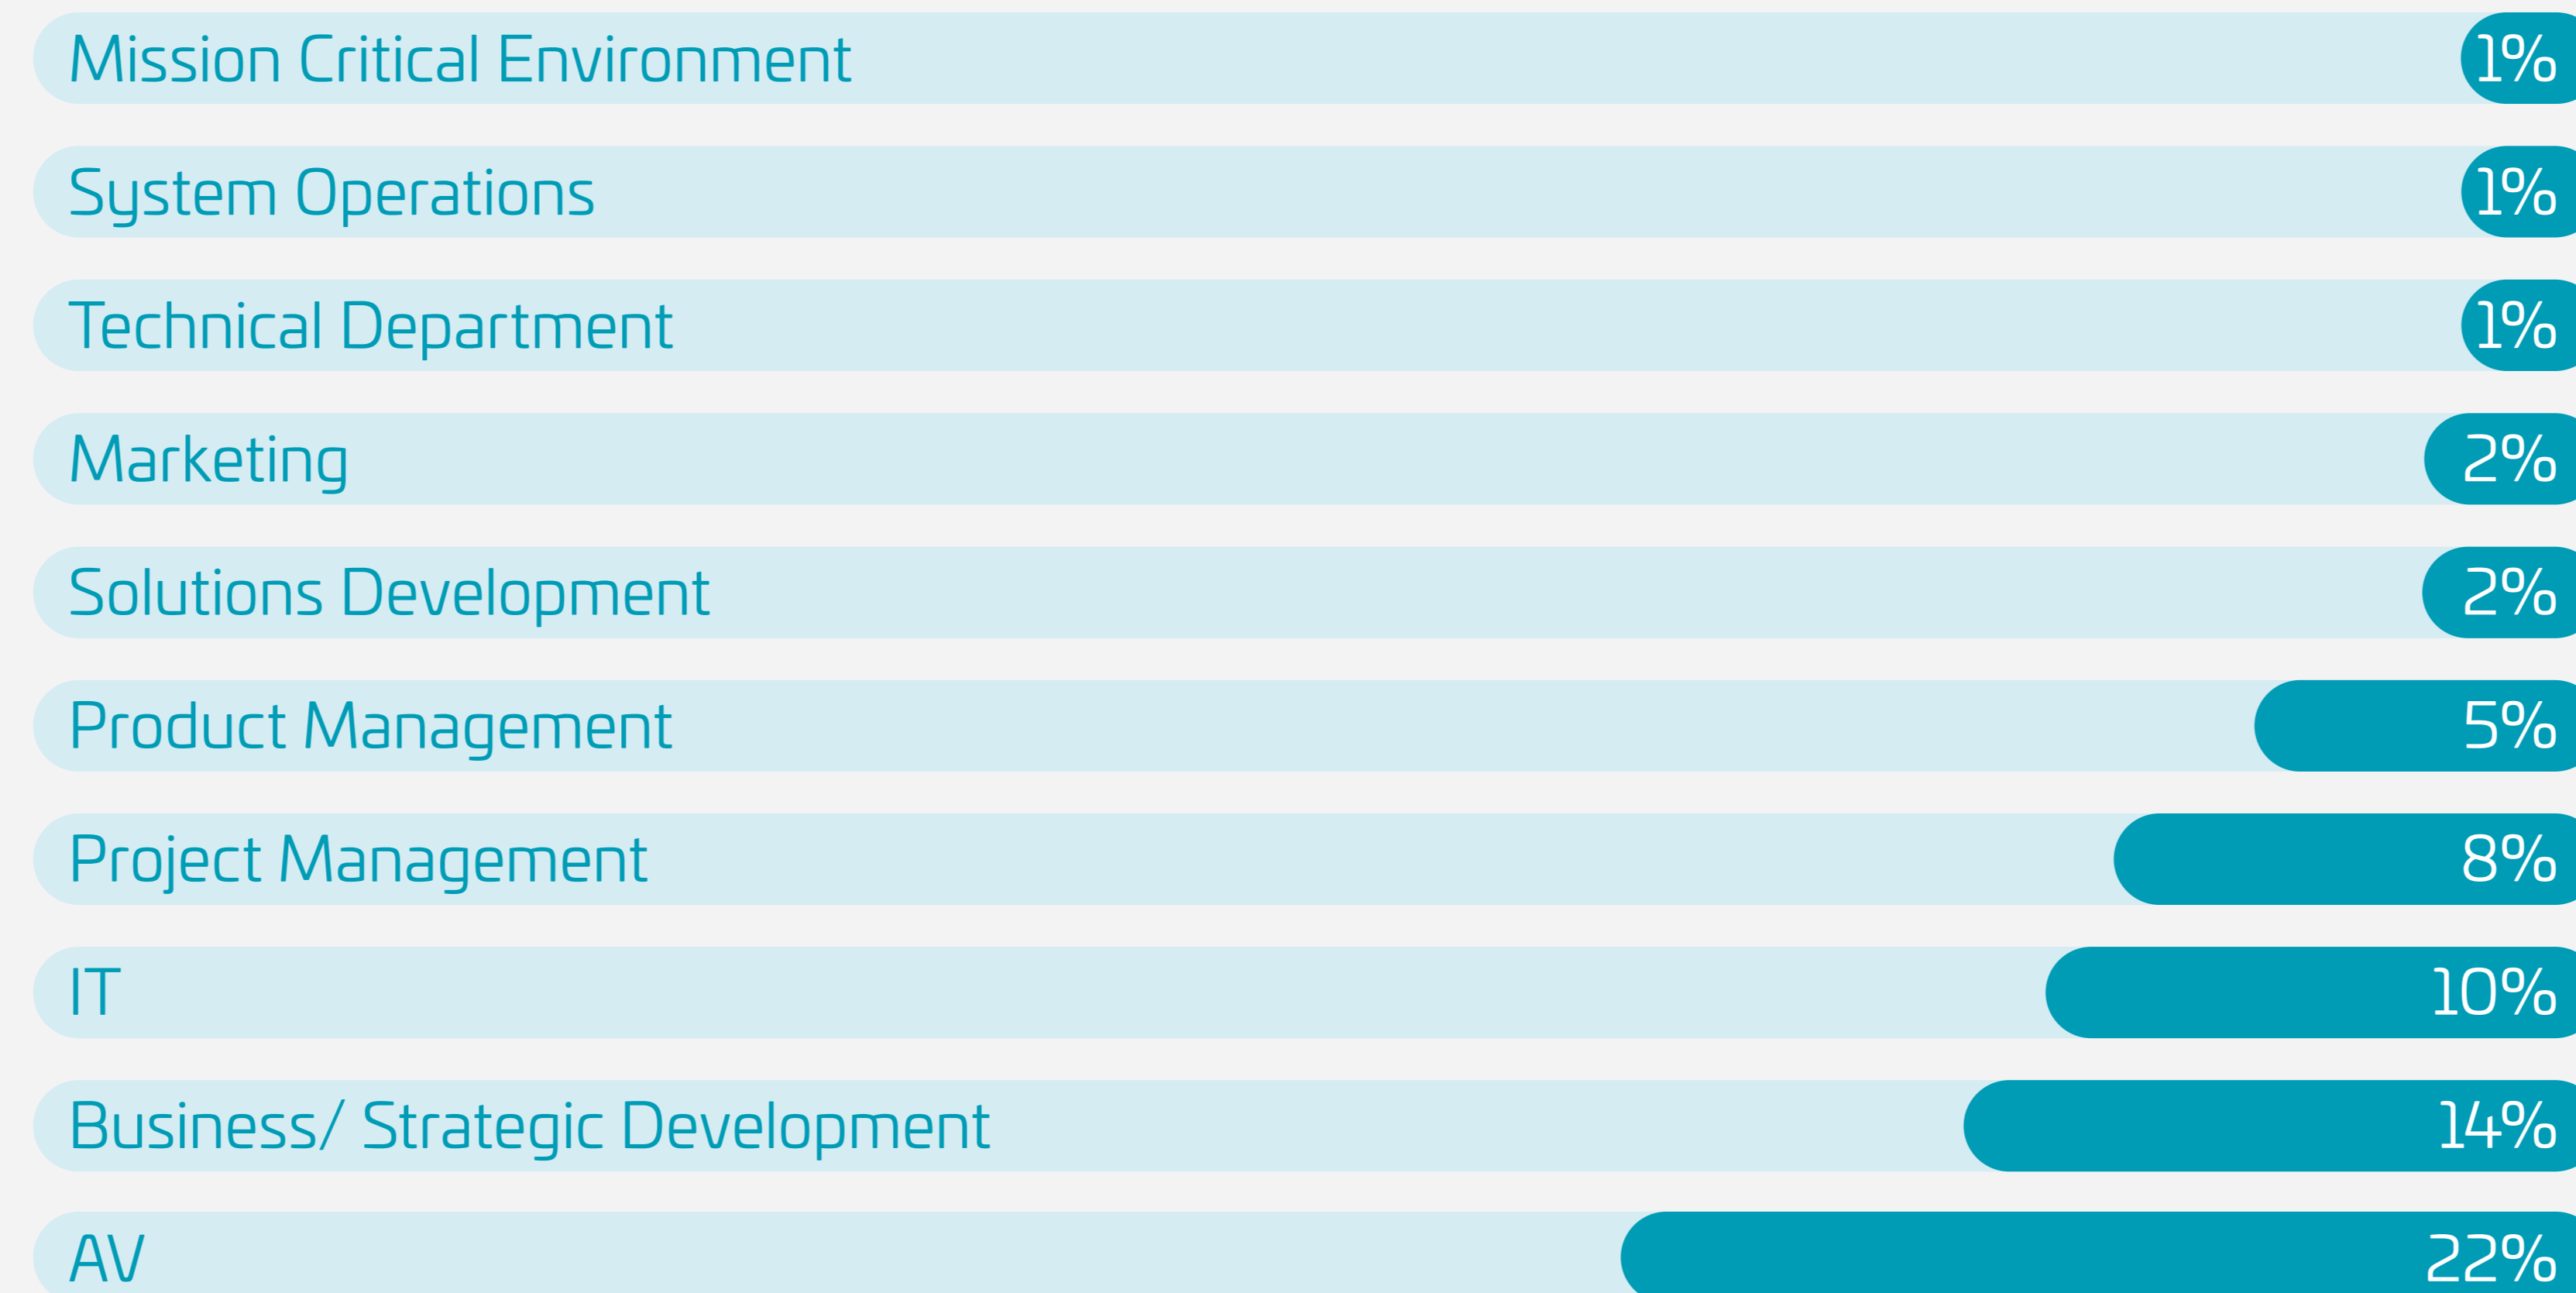 Mission Critical Environment 1%
System Operations 1%
Technical Department 1%
Marketing 2%
Solutions Development 2%
Product Management 5%
Project Management 8%
IT 10%
Business/ Strategic Development 14%
AV 22%